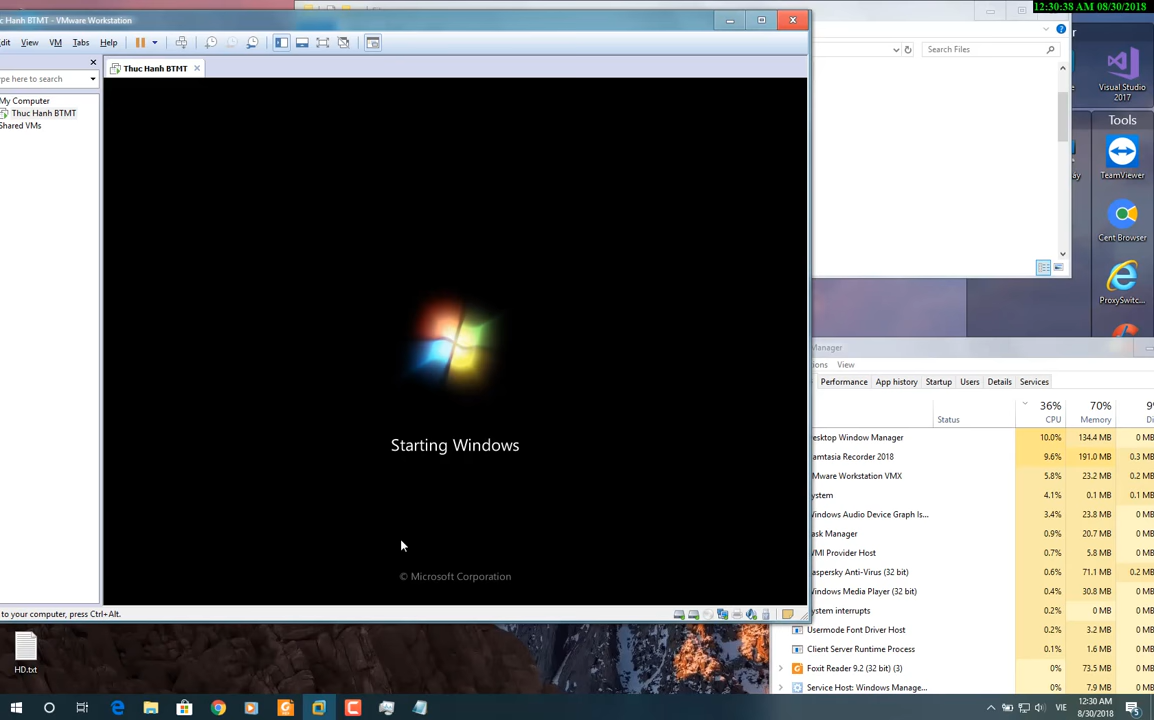 c Hanh BTMT - VMware Workstation
12:30:38 AM 08/30/2018
dit View VM Tabs Help
Search Files
Thuc Hanh BTMT
pe here to search
My Computer
Thuc Hanh BTMT
Shared VMs
Visual Studio
2017
Tools
TeamViewer
Cent Browser
ProxySwitc...
Starting Windows
© Microsoft Corporation
to your computer, press Ctrl+Alt.
Manager
ions View
Performance App history Startup Users Details Services
36% 70% 9%
Status CPU Memory Di
esktop Window Manager 10.0% 134.4 MB 0 MB
amtasia Recorder 2018 9.6% 191.0 MB 0.3 MB
Mware Workstation VMX 5.8% 23.2 MB 0.2 MB
ystem 4.1% 0.1 MB 0.1 MB
indows Audio Device Graph Is... 3.4% 23.8 MB 0 MB
ask Manager 0.9% 20.7 MB 0 MB
MI Provider Host 0.7% 5.8 MB 0 MB
aspersky Anti-Virus (32 bit) 0.6% 71.1 MB 0.2 MB
indows Media Player (32 bit) 0.4% 30.8 MB 0 MB
ystem interrupts 0.2% 0 MB 0 MB
Usermode Font Driver Host 0.2% 3.2 MB 0 MB
Client Server Runtime Process 0.1% 1.6 MB 0 MB
Foxit Reader 9.2 (32 bit) (3) 0% 73.5 MB 0 MB
Service Host: Windows Manage... 0% 7.9 MB 0 MB
HD.txt
VIE
12:30 AM
8/30/2018
5